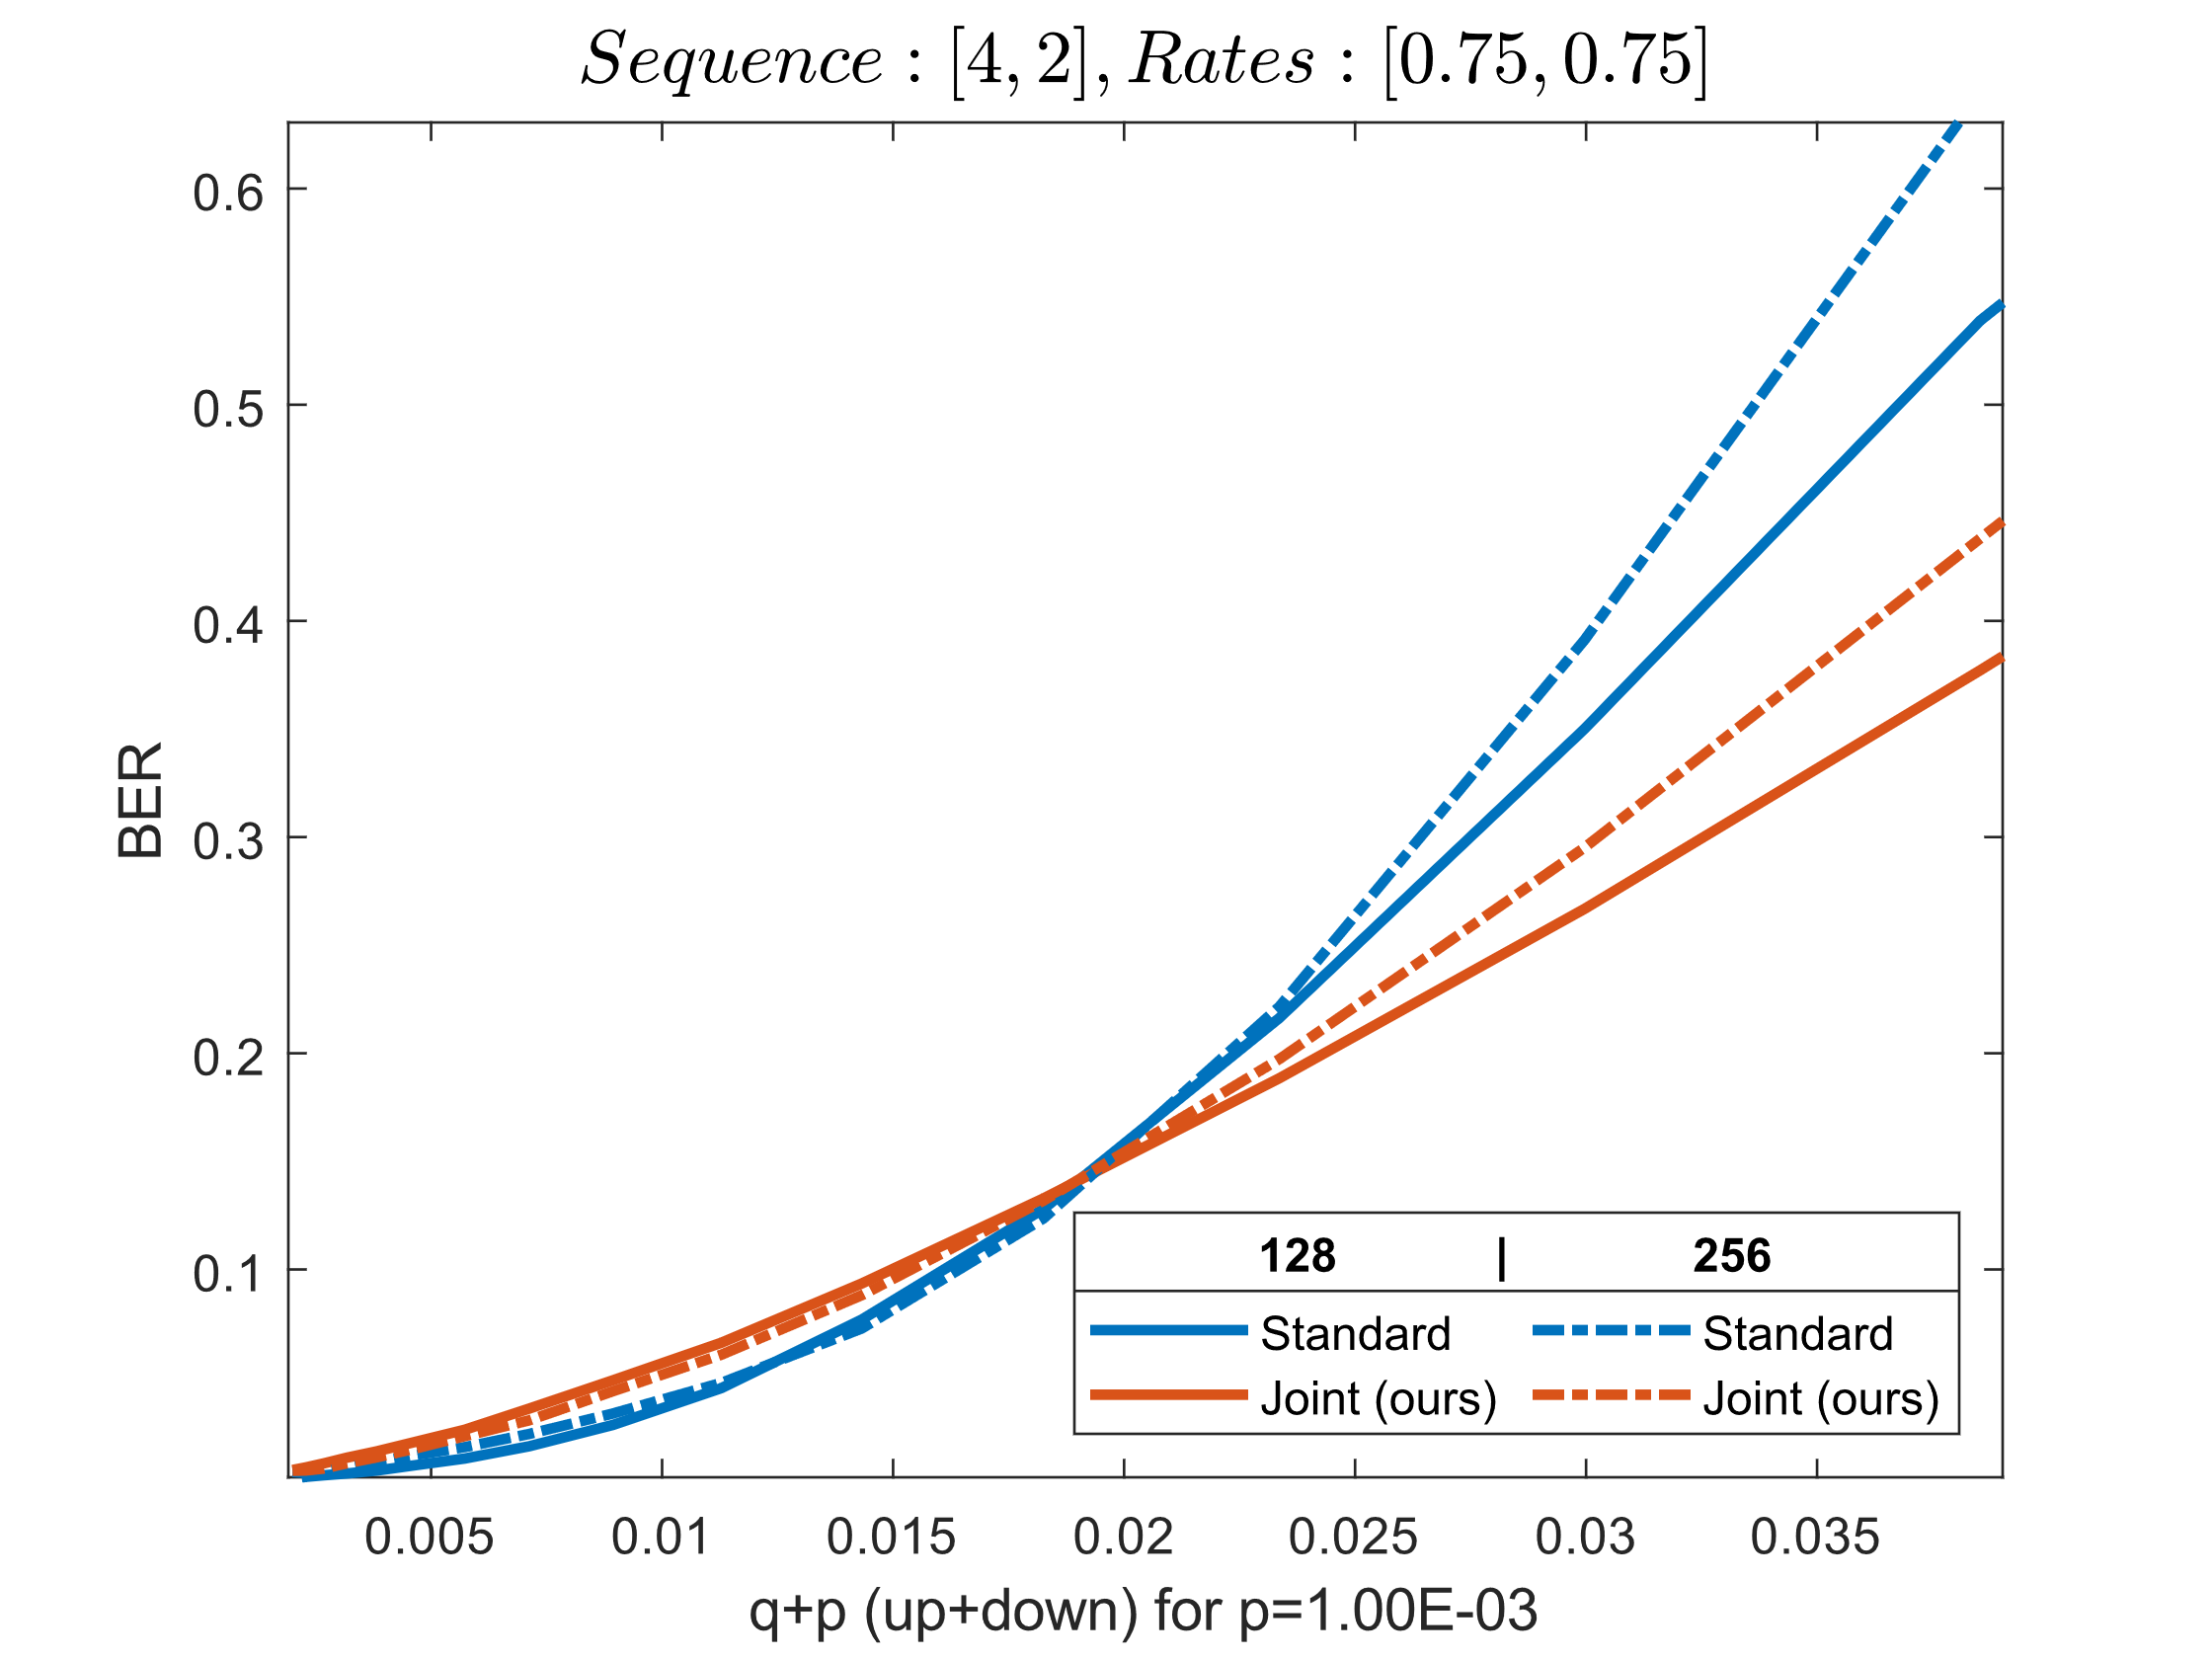 Sequence : [4, 2], Rates : [0.75, 0.75]
0.6
0.5
0.4
0.3
0.2
0.1
BER
128 | 256
Standard Standard
Joint (ours) Joint (ours)
0.005 0.01 0.015 0.02 0.025 0.03 0.035
q+p (up+down) for p=1.00E-03